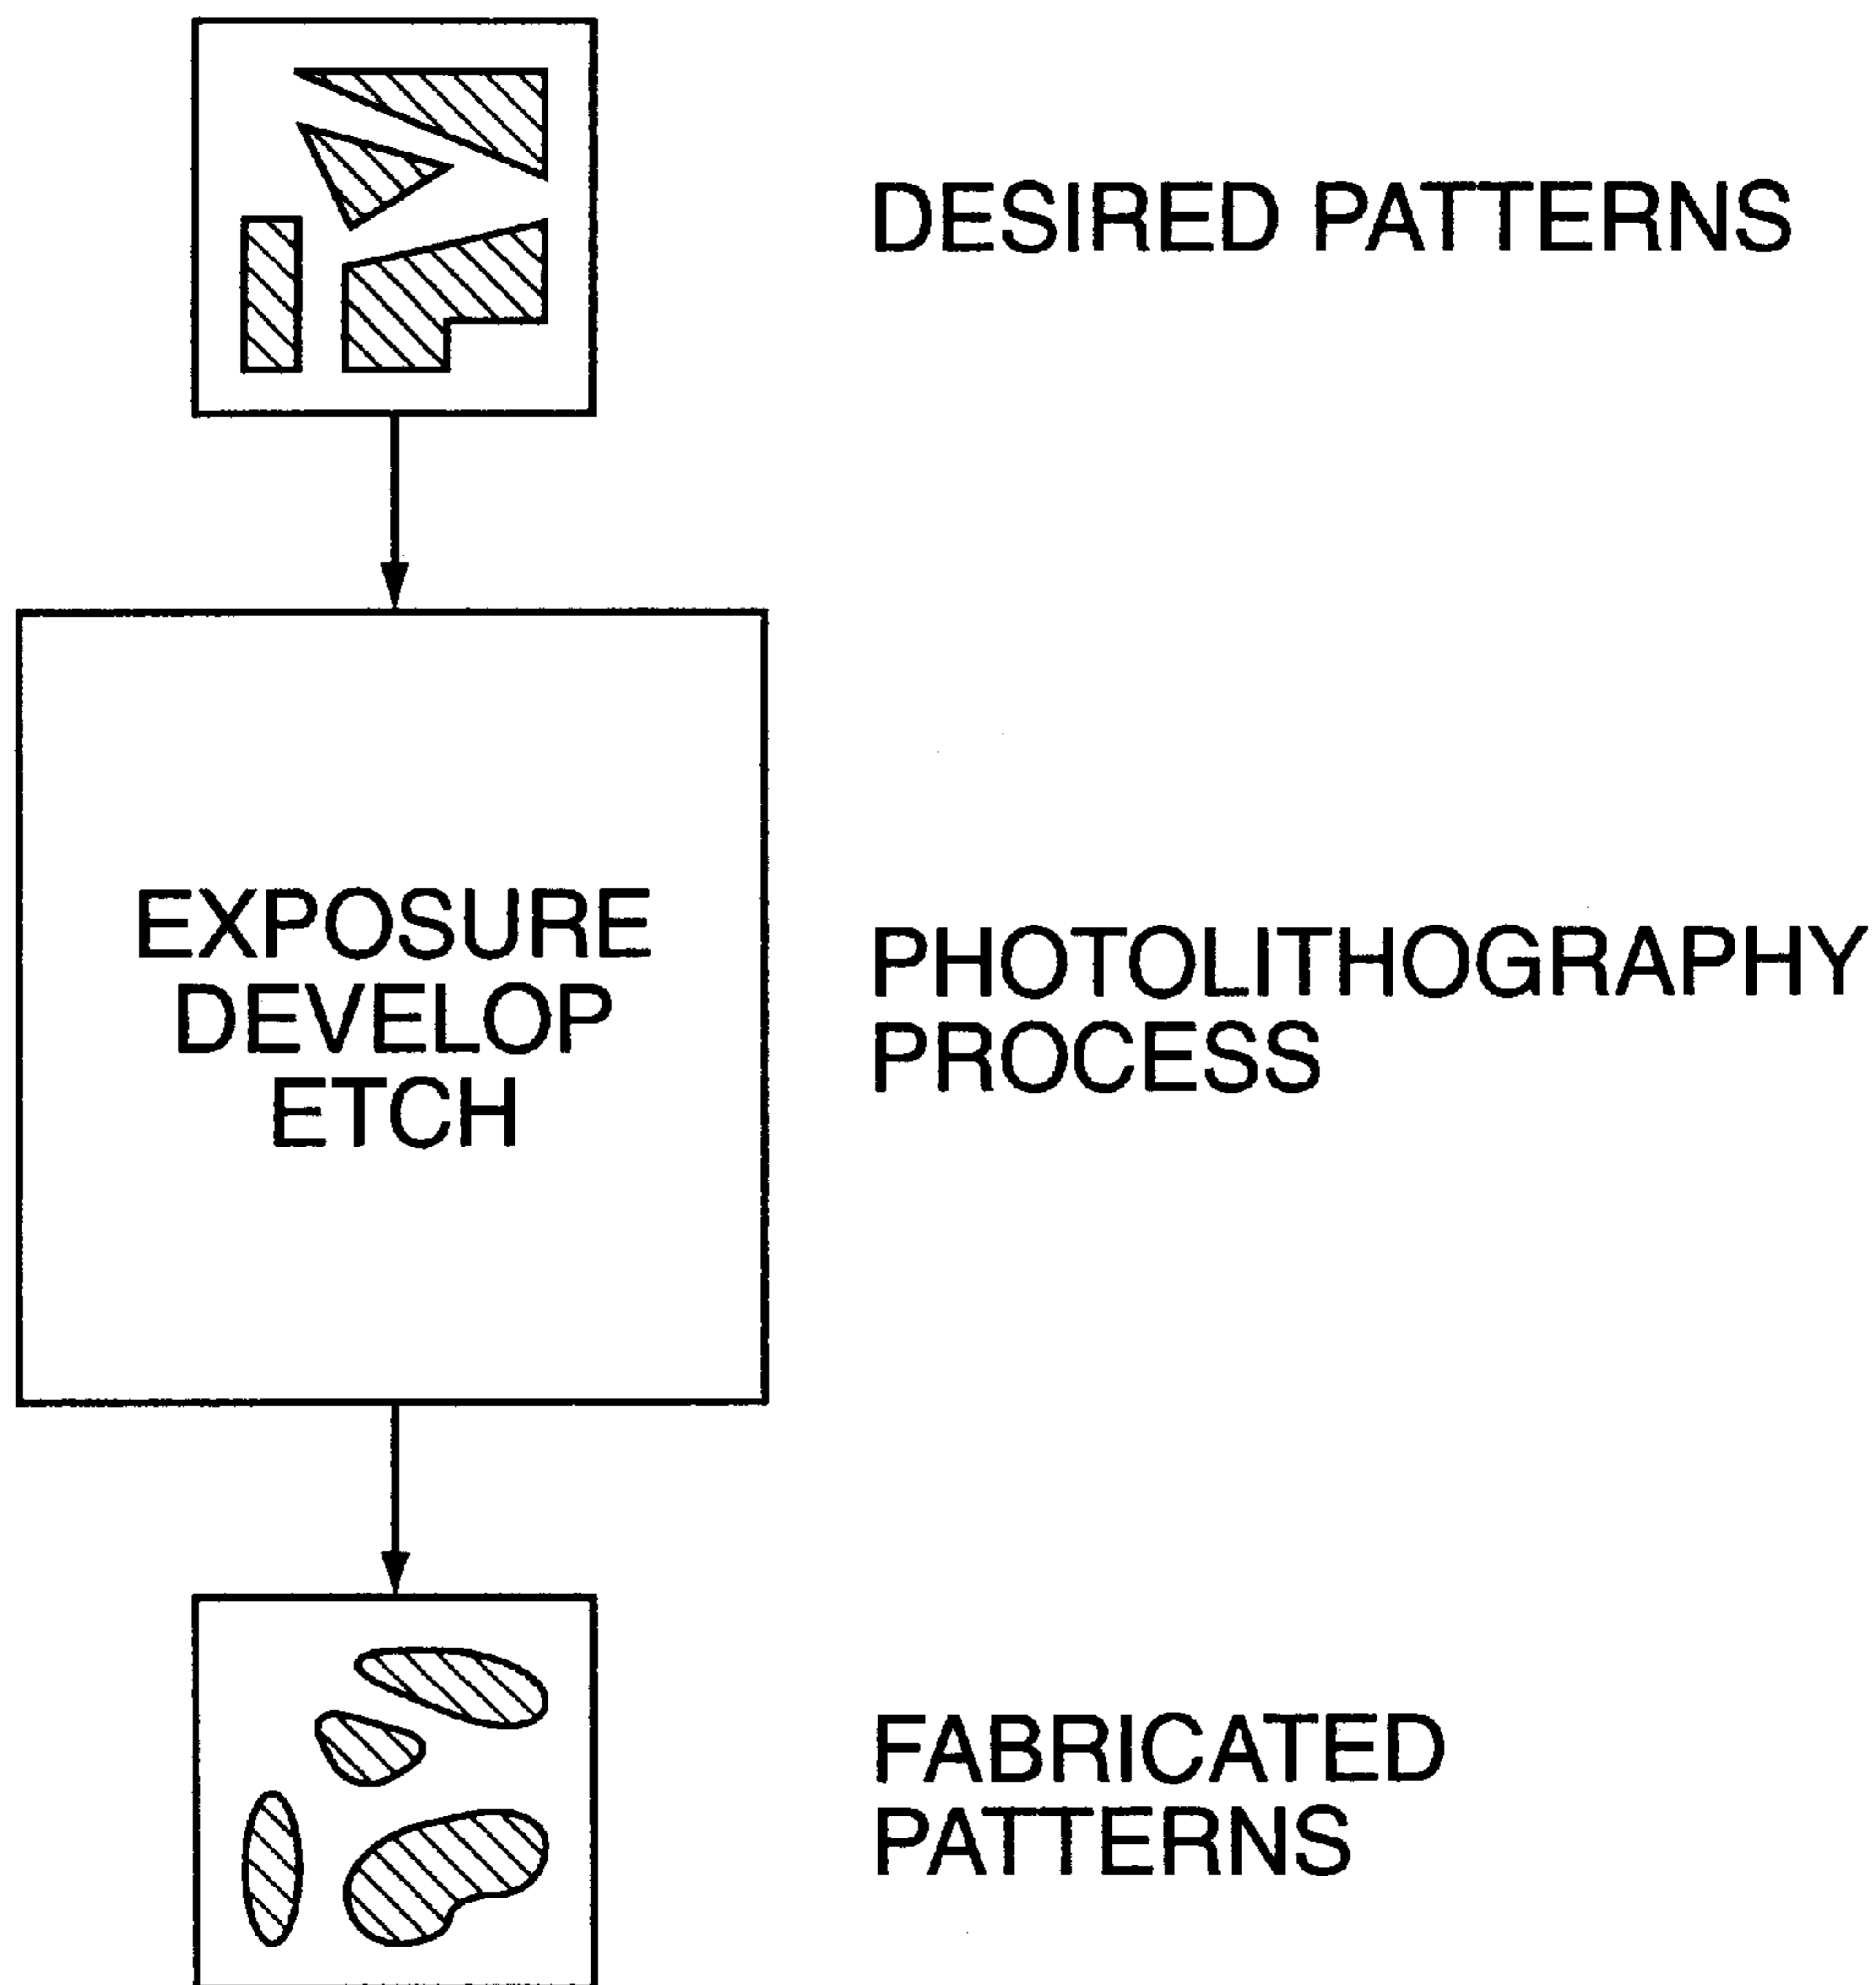 DESIRED PATTERNS
EXPOSURE
DEVELOP
ETCH
PHOTOLITHOGRAPHY
PROCESS
FABRICATED
PATTERNS